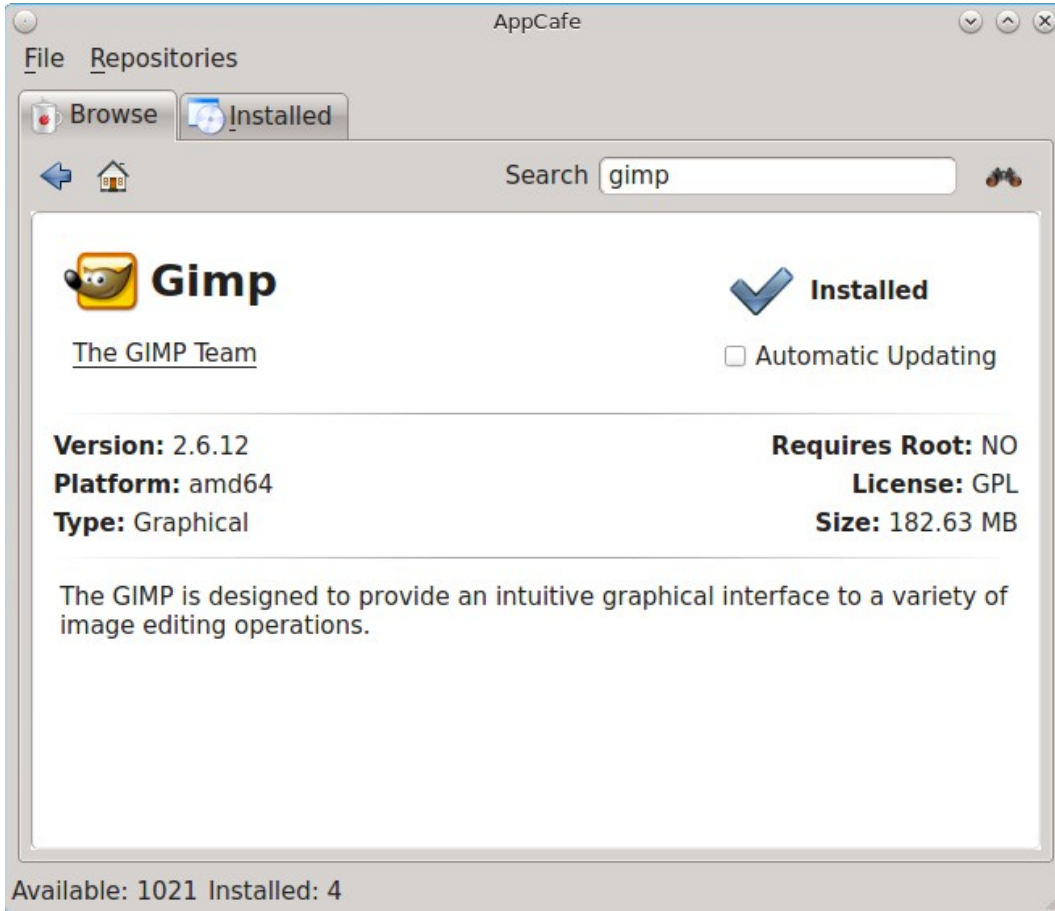 AppCafe
File Repositories
Browse Installed
Search gimp
Gimp
Installed
The GIMP Team
Automatic Updating
Version: 2.6.12
Requires Root: NO
Platform: amd64
License: GPL
Type: Graphical
Size: 182.63 MB
The GIMP is designed to provide an intuitive graphical interface to a variety of
image editing operations.
Available: 1021 Installed: 4